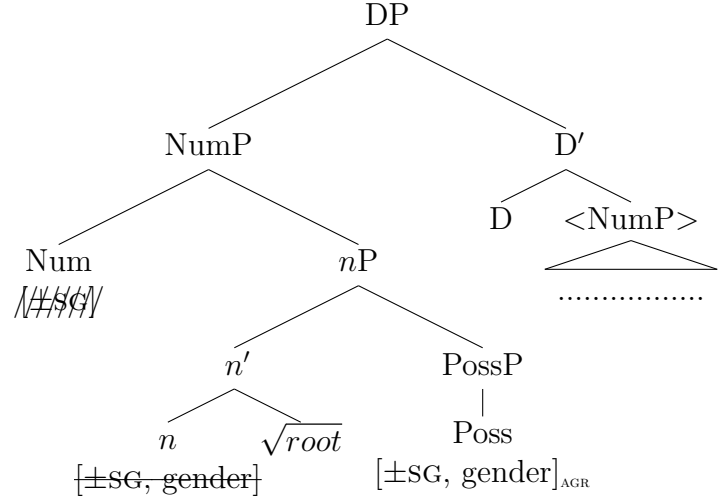 DP
NumP D′
D <NumP>
Num nP
[±SG]
..................
n′ PossP
n √root Poss
[±SG, gender] [±SG, gender]AGR